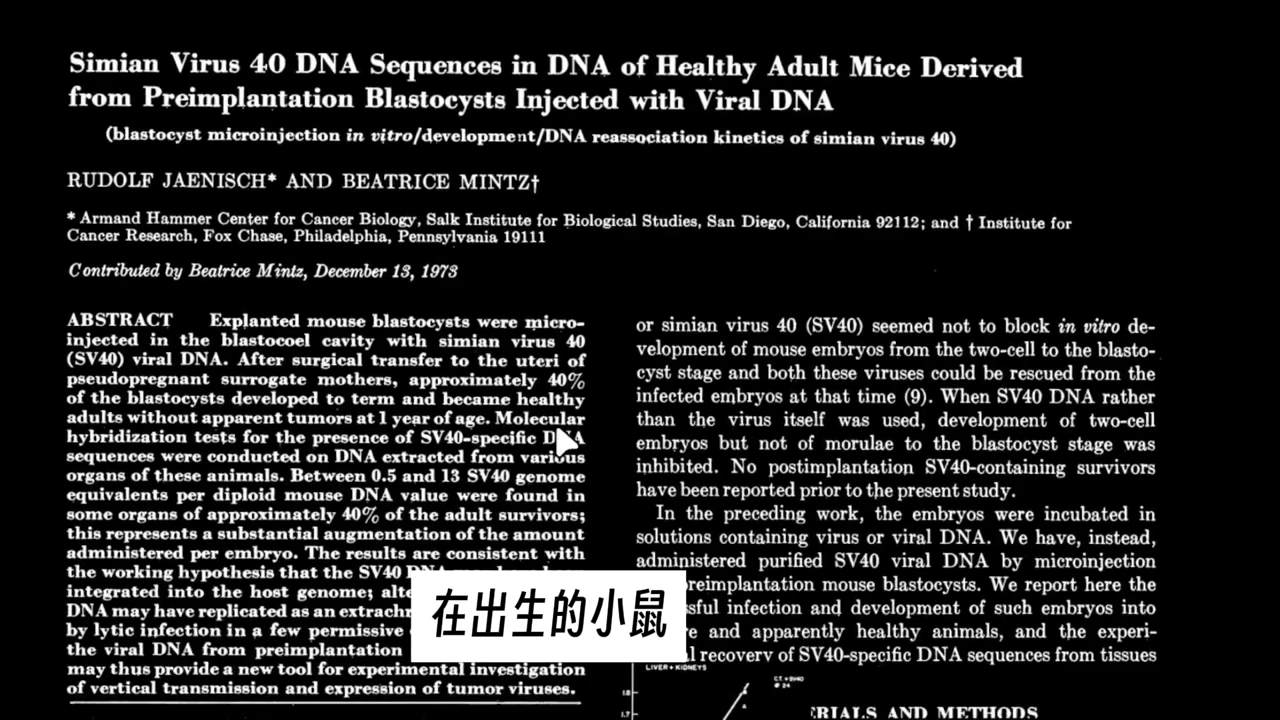 Simian Virus 40 DNA Sequences in DNA of Healthy Adult Mice Derived
from Preimplantation Blastocysts Injected with Viral DNA
(blastocyst microinjection in vitro/development/DNA reassociation kinetics of simian virus 40)
RUDOLF JAENISCH* AND BEATRICE MINTZ†
* Armand Hammer Center for Cancer Biology, Salk Institute for Biological Studies, San Diego, California 92112; and † Institute for
Cancer Research, Fox Chase, Philadelphia, Pennsylvania 19111
Contributed by Beatrice Mintz, December 13, 1973
ABSTRACT Explanted mouse blastocysts were micro-
injected in the blastocoel cavity with simian virus 40
(SV40) viral DNA. After surgical transfer to the uteri of
pseudopregnant surrogate mothers, approximately 40%
of the blastocysts developed to term and became healthy
adults without apparent tumors at 1 year of age. Molecular
hybridization tests for the presence of SV40-specific DNA
sequences were conducted on DNA extracted from various
organs of these animals. Between 0.5 and 13 SV40 genome
equivalents per diploid mouse DNA value were found in
some organs of approximately 40% of the adult survivors;
this represents a substantial augmentation of the amount
administered per embryo. The results are consistent with
the working hypothesis that the SV40
integrated into the host genome;
DNA may have replicated as an
by lytic infection in a few permissive
the viral DNA from preimplantation
may thus provide a new tool for experimental investigation
of vertical transmission and expression of tumor viruses.
or simian virus 40 (SV40) seemed not to block in vitro de-
velopment of mouse embryos from the two-cell to the blasto-
cyst stage and both these viruses could be rescued from the
infected embryos at that time (9). When SV40 DNA rather
than the virus itself was used, development of two-cell
embryos but not of morulae to the blastocyst stage was
inhibited. No postimplantation SV40-containing survivors
have been reported prior to the present study.
In the preceding work, the embryos were incubated in
solutions containing virus or viral DNA. We have, instead,
administered purified SV40 viral DNA by microinjection
preimplantation mouse blastocysts. We report here the
infection and development of such embryos into
and apparently healthy animals, and the experi-
recovery of SV40-specific DNA sequences from tissues
LIVER + KIDNEYS
C.T. + SV40
# 24
1.8
1.7
AND METHODS
在出生的小鼠